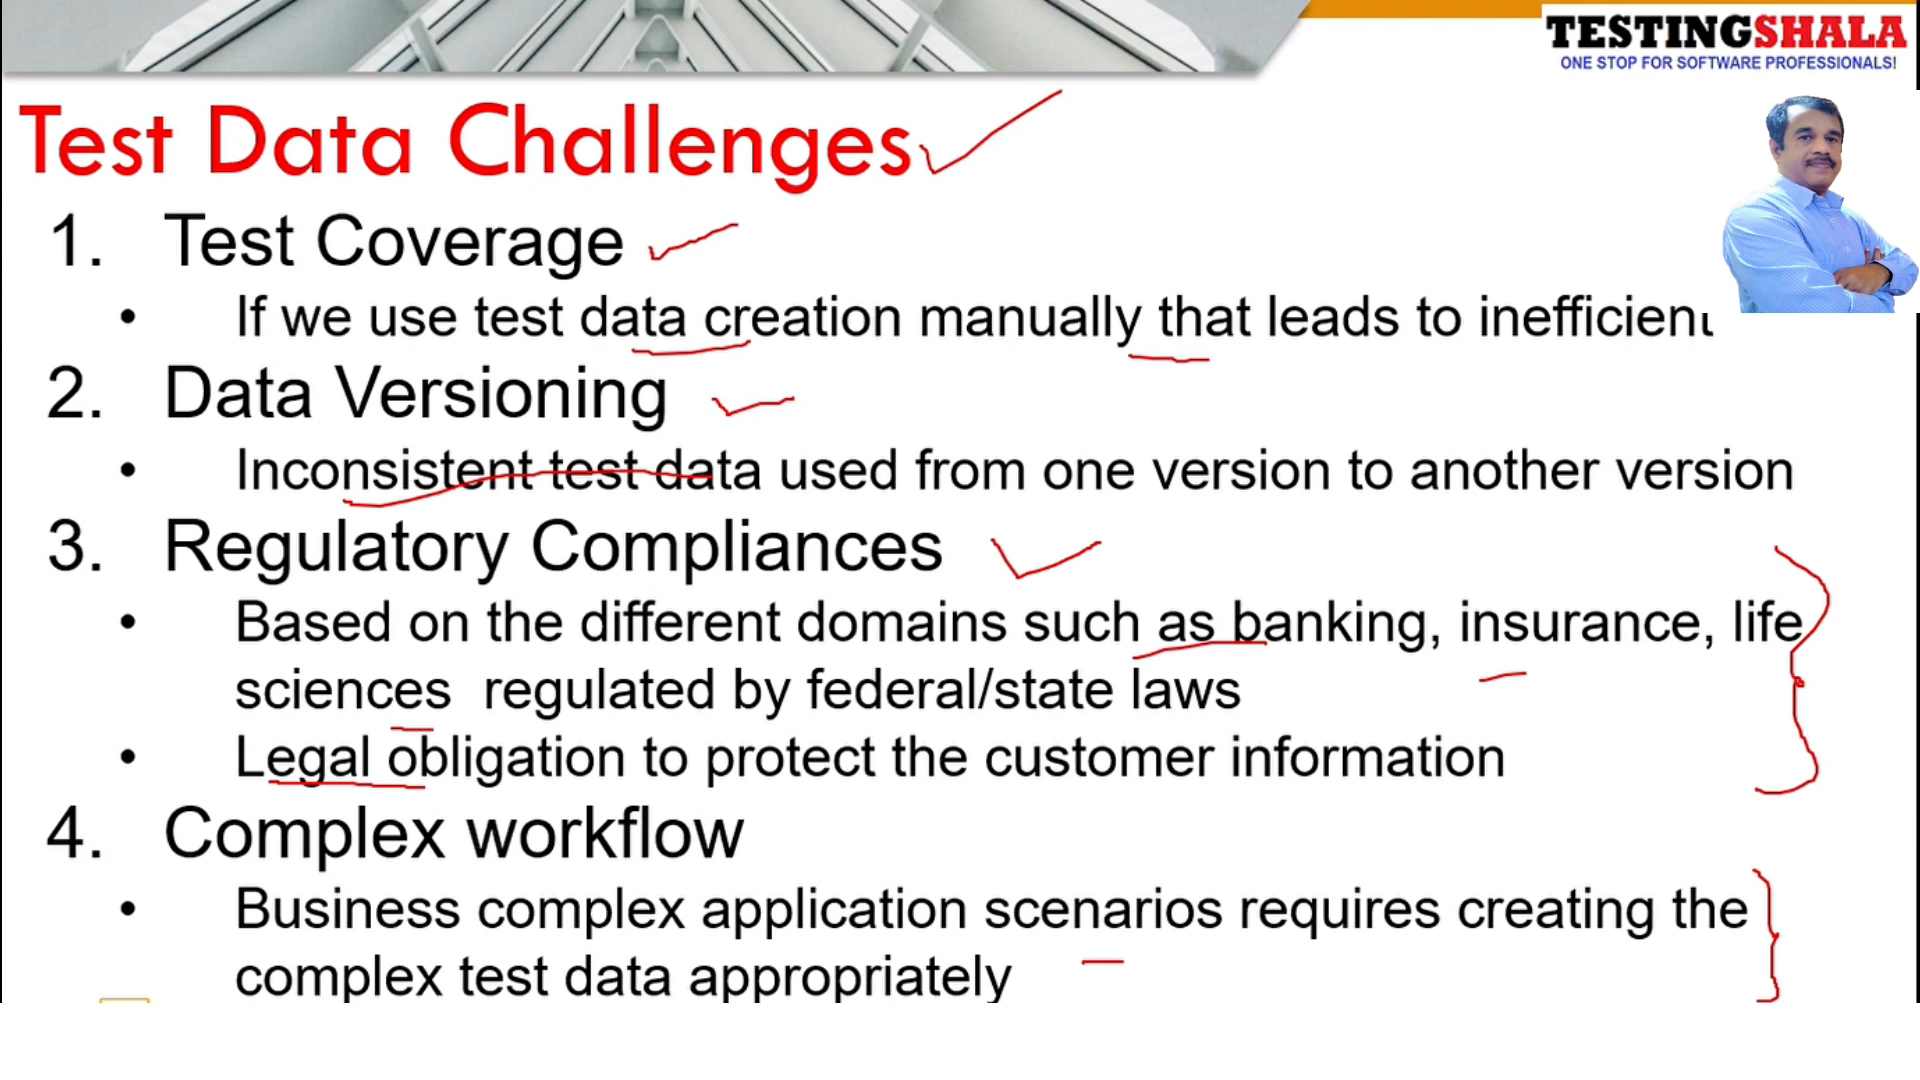 TESTINGSHALA
ONE STOP FOR SOFTWARE PROFESSIONALS!
Test Data Challenges
1. Test Coverage
• If we use test data creation manually that leads to inefficient
2. Data Versioning
• Inconsistent test data used from one version to another version
3. Regulatory Compliances
• Based on the different domains such as banking, insurance, life
sciences regulated by federal/state laws
• Legal obligation to protect the customer information
4. Complex workflow
• Business complex application scenarios requires creating the
complex test data appropriately